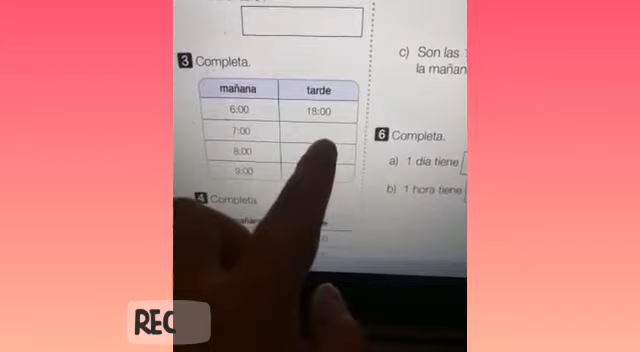 3 Completa.
mañana tarde
6:00 18:00
7:00
8:00
9:00
4 Completa
c) Son las
la mañan
6 Completa.
a) 1 día tiene
b) 1 hora tiene
REC